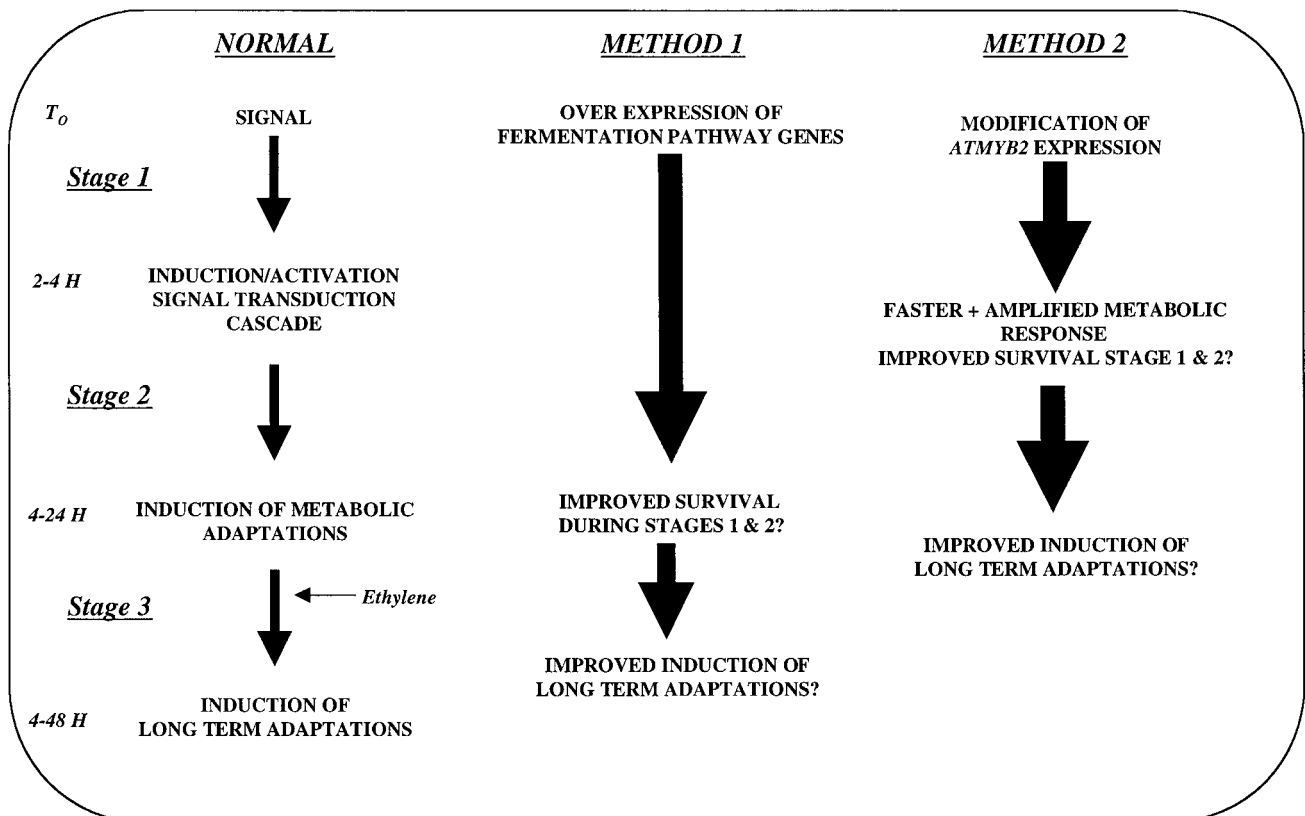 NORMAL
METHOD 1
METHOD 2
T_O
SIGNAL
Stage 1
2-4 H
INDUCTION/ACTIVATION
SIGNAL TRANSDUCTION
CASCADE
Stage 2
4-24 H
INDUCTION OF METABOLIC
ADAPTATIONS
Stage 3
Ethylene
4-48 H
INDUCTION OF
LONG TERM ADAPTATIONS
OVER EXPRESSION OF
FERMENTATION PATHWAY GENES
IMPROVED SURVIVAL
DURING STAGES 1 & 2?
IMPROVED INDUCTION OF
LONG TERM ADAPTATIONS?
MODIFICATION OF
ATMYB2 EXPRESSION
FASTER + AMPLIFIED METABOLIC
RESPONSE
IMPROVED SURVIVAL STAGE 1 & 2?
IMPROVED INDUCTION OF
LONG TERM ADAPTATIONS?